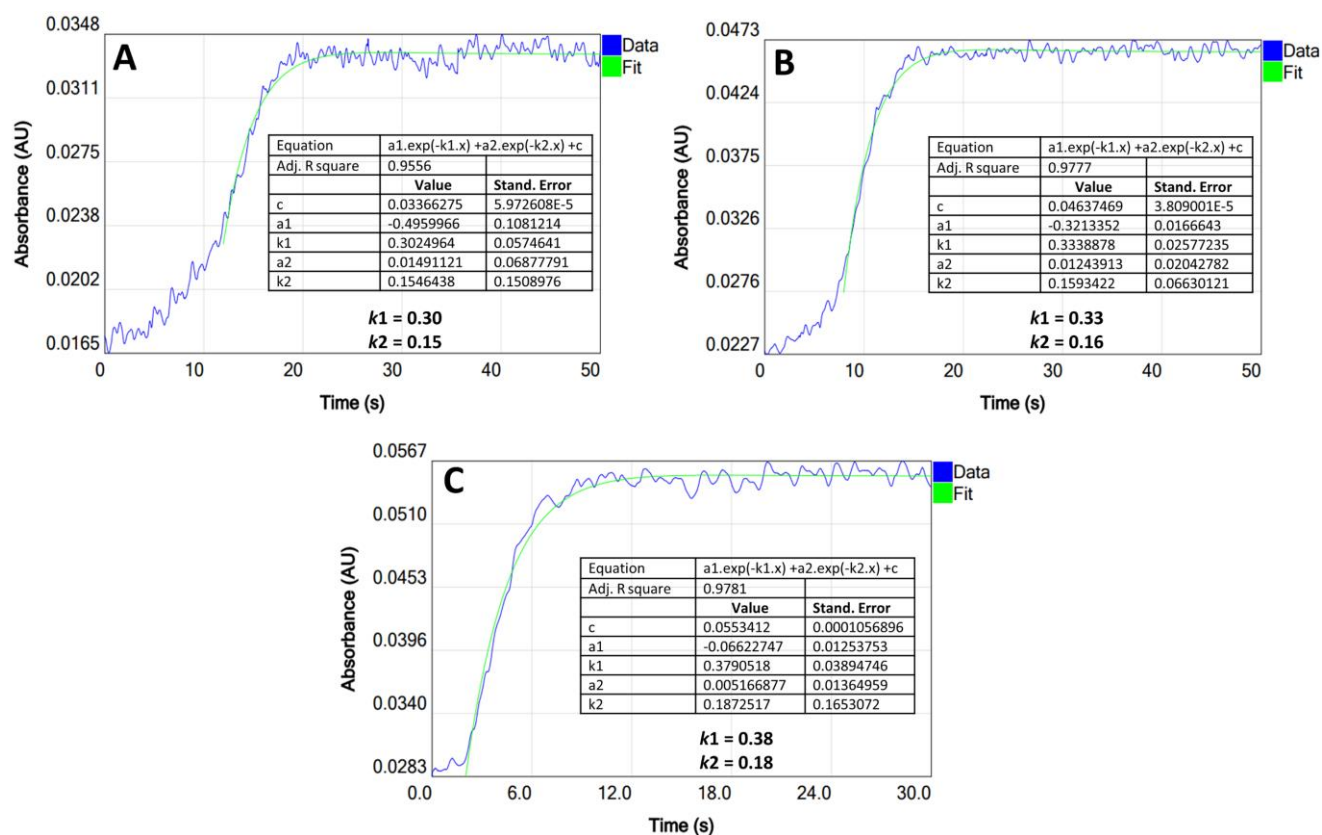 A
Absorbance (AU)
0.0348
0.0311
0.0275
0.0238
0.0202
0.0165
Data
Fit
Equation a1.exp(-k1.x) +a2.exp(-k2.x) +c
Adj. R square 0.9556
Value Stand. Error
c 0.03366275 5.972608E-5
a1 -0.4959966 0.1081214
k1 0.3024964 0.0574641
a2 0.01491121 0.06877791
k2 0.1546438 0.1508976
k1 = 0.30
k2 = 0.15
0 10 20 30 40 50
Time (s)
B
Absorbance (AU)
0.0473
0.0424
0.0375
0.0326
0.0276
0.0227
Data
Fit
Equation a1.exp(-k1.x) +a2.exp(-k2.x) +c
Adj. R square 0.9777
Value Stand. Error
c 0.04637469 3.809001E-5
a1 -0.3213352 0.0166643
k1 0.3338878 0.02577235
a2 0.01243913 0.02042782
k2 0.1593422 0.06630121
k1 = 0.33
k2 = 0.16
0 10 20 30 40 50
Time (s)
C
Absorbance (AU)
0.0567
0.0510
0.0453
0.0396
0.0340
0.0283
Data
Fit
Equation a1.exp(-k1.x) +a2.exp(-k2.x) +c
Adj. R square 0.9781
Value Stand. Error
c 0.0553412 0.0001056896
a1 -0.06622747 0.01253753
k1 0.3790518 0.03894746
a2 0.005166877 0.01364959
k2 0.1872517 0.1653072
k1 = 0.38
k2 = 0.18
0.0 6.0 12.0 18.0 24.0 30.0
Time (s)